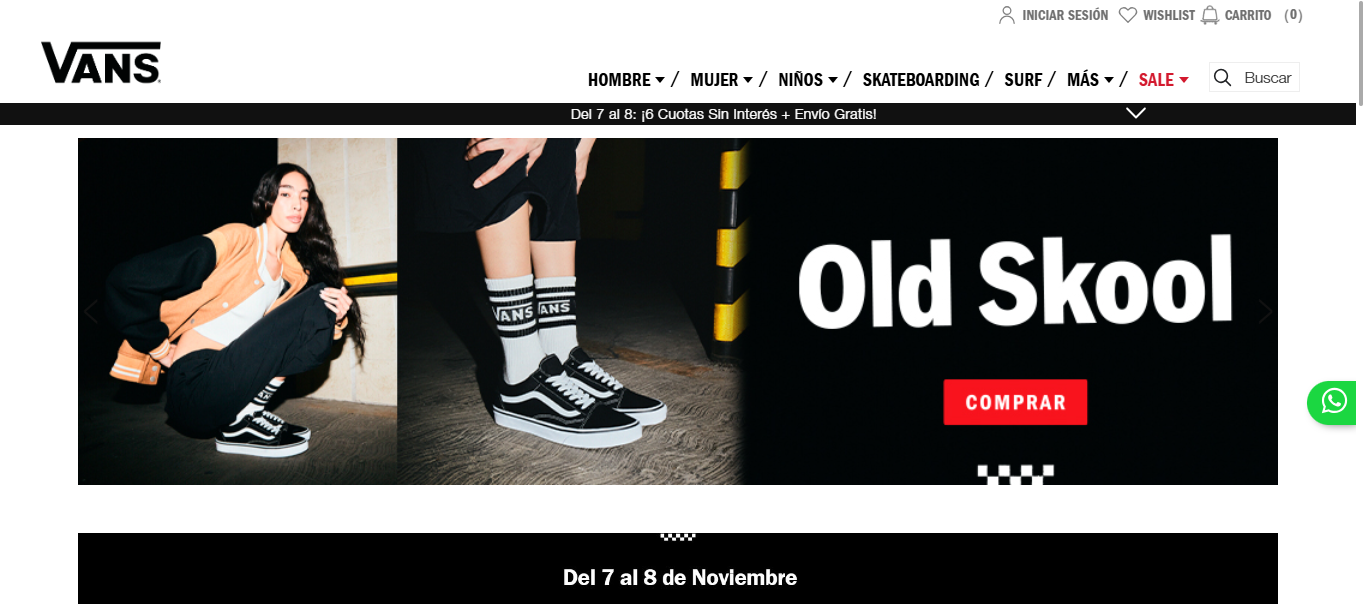 INICIAR SESIÓN WISHLIST CARRITO (0)
VANS
HOMBRE / MUJER / NIÑOS / SKATEBOARDING / SURF / MÁS / SALE Buscar
Del 7 al 8: ¡6 Cuotas Sin Interés + Envío Gratis!
Old Skool
VANS VANS
COMPRAR
Del 7 al 8 de Noviembre